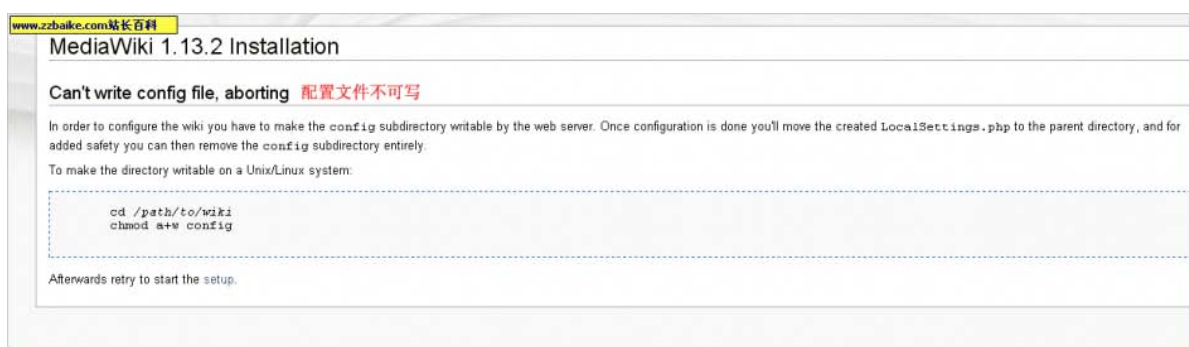 www.zzbaike.com站长百科
MediaWiki 1.13.2 Installation
Can't write config file, aborting 配置文件不可写
In order to configure the wiki you have to make the config subdirectory writable by the web server. Once configuration is done you'll move the created LocalSettings.php to the parent directory, and for
added safety you can then remove the config subdirectory entirely.
To make the directory writable on a Unix/Linux system:
cd /path/to/wiki
chmod a+w config
Afterwards retry to start the setup.